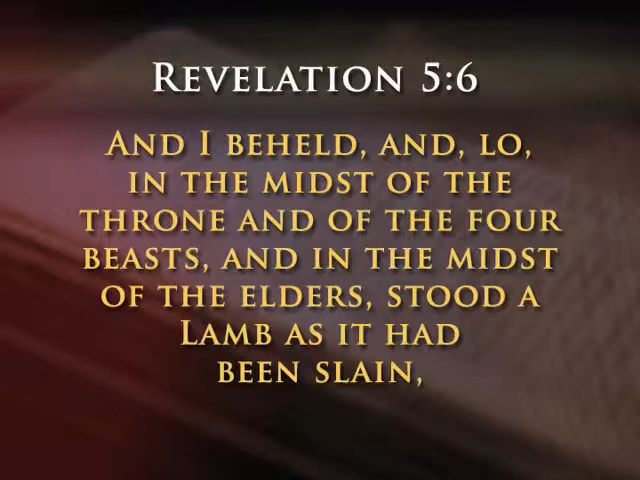 Revelation 5:6
And I beheld, and, lo,
in the midst of the
throne and of the four
beasts, and in the midst
of the elders, stood a
Lamb as it had
been slain,